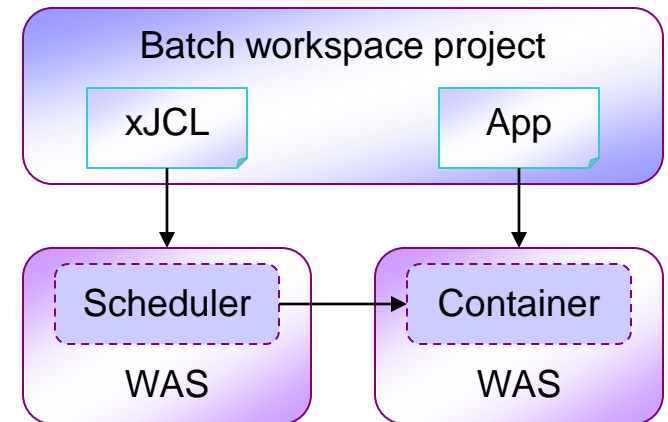 Batch workspace project
xJCL
App
Scheduler
Container
WAS
WAS